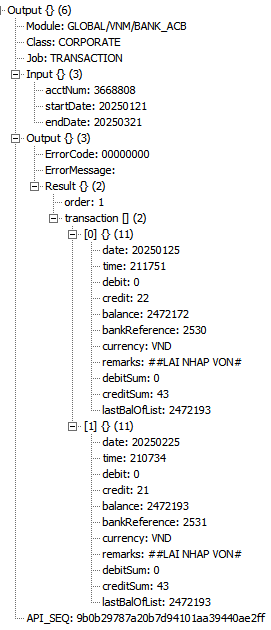 Output {} (6)
Module: GLOBAL/VNM/BANK_ACB
Class: CORPORATE
Job: TRANSACTION
Input {} (3)
acctNum: 3668808
startDate: 20250121
endDate: 20250321
Output {} (3)
ErrorCode: 00000000
ErrorMessage:
Result {} (2)
order: 1
transaction [] (2)
[0] {} (11)
date: 20250125
time: 211751
debit: 0
credit: 22
balance: 2472172
bankReference: 2530
currency: VND
remarks: ##LAI NHAP VON#
debitSum: 0
creditSum: 43
lastBalOfList: 2472193
[1] {} (11)
date: 20250225
time: 210734
debit: 0
credit: 21
balance: 2472193
bankReference: 2531
currency: VND
remarks: ##LAI NHAP VON#
debitSum: 0
creditSum: 43
lastBalOfList: 2472193
API_SEQ: 9b0b29787a20b7d94101aa39440ae2ff